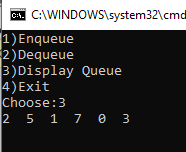 C:\WINDOWS\system32\cmd
1)Enqueue
2)Dequeue
3)Display Queue
4)Exit
Choose:3
2 5 1 7 0 3